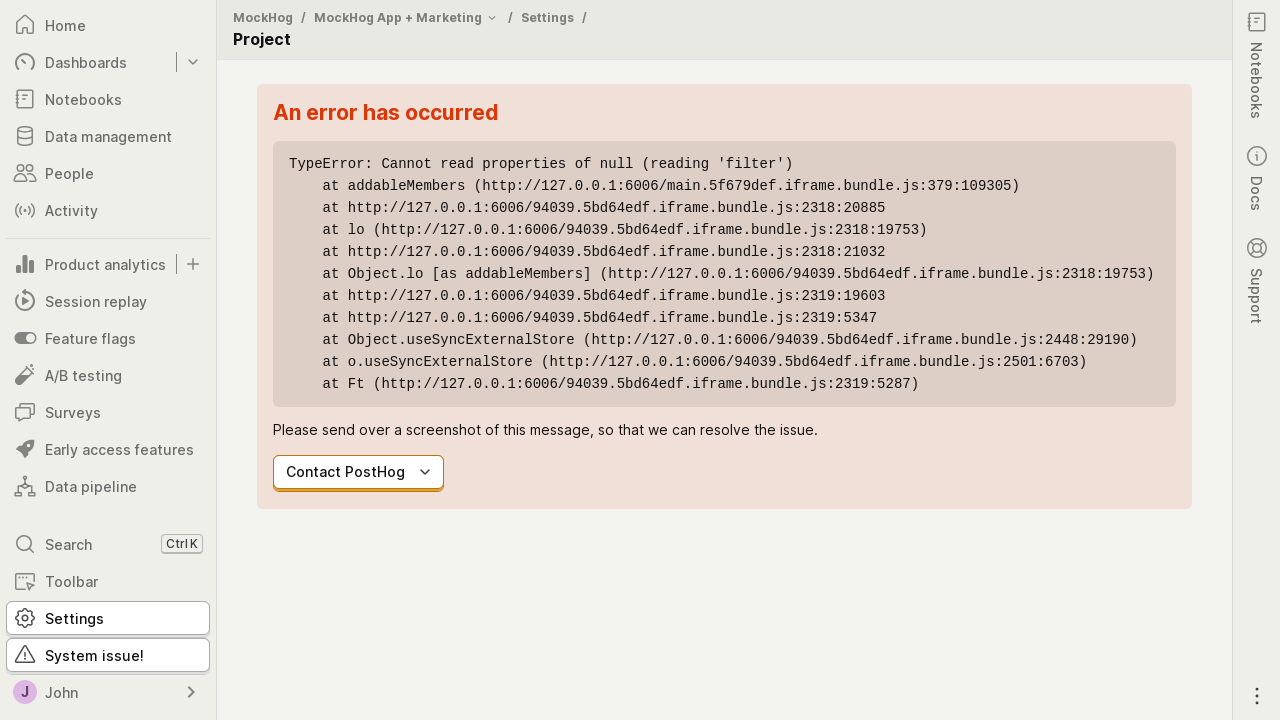 Home
Dashboards
Notebooks
Data management
People
Activity
Product analytics
Session replay
Feature flags
A/B testing
Surveys
Early access features
Data pipeline
Search Ctrl K
Toolbar
Settings
System issue!
J John
MockHog / MockHog App + Marketing / Settings /
Project
An error has occurred
TypeError: Cannot read properties of null (reading 'filter')
at addableMembers (http://127.0.0.1:6006/main.5f679def.iframe.bundle.js:379:109305)
at http://127.0.0.1:6006/94039.5bd64edf.iframe.bundle.js:2318:20885
at lo (http://127.0.0.1:6006/94039.5bd64edf.iframe.bundle.js:2318:19753)
at http://127.0.0.1:6006/94039.5bd64edf.iframe.bundle.js:2318:21032
at Object.lo [as addableMembers] (http://127.0.0.1:6006/94039.5bd64edf.iframe.bundle.js:2318:19753)
at http://127.0.0.1:6006/94039.5bd64edf.iframe.bundle.js:2319:19603
at http://127.0.0.1:6006/94039.5bd64edf.iframe.bundle.js:2319:5347
at Object.useSyncExternalStore (http://127.0.0.1:6006/94039.5bd64edf.iframe.bundle.js:2448:29190)
at o.useSyncExternalStore (http://127.0.0.1:6006/94039.5bd64edf.iframe.bundle.js:2501:6703)
at Ft (http://127.0.0.1:6006/94039.5bd64edf.iframe.bundle.js:2319:5287)
Please send over a screenshot of this message, so that we can resolve the issue.
Contact PostHog
Notebooks
Docs
Support